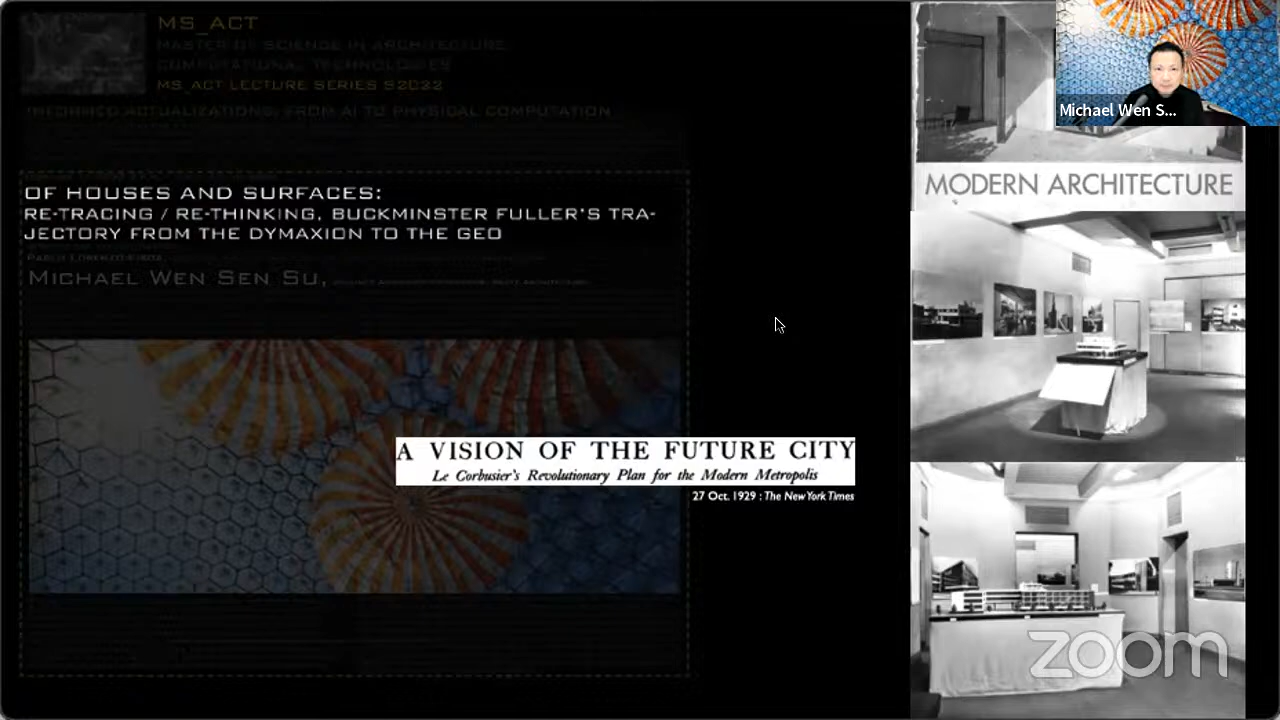 MS_ACT
MASTER OF SCIENCE IN ARCHITECTURE
COMPUTATIONAL TECHNOLOGIES
MS_ACT LECTURE SERIES S2022
INFORMED ACTUALIZATIONS: FROM AI TO PHYSICAL COMPUTATION
OF HOUSES AND SURFACES:
RE-TRACING / RE-THINKING, BUCKMINSTER FULLER'S TRA-
JECTORY FROM THE DYMAXION TO THE GEO
MICHAEL WEN SEN SU,
A VISION OF THE FUTURE CITY
Le Corbusier's Revolutionary Plan for the Modern Metropolis
27 Oct. 1929 : The New York Times
Michael Wen S...
MODERN ARCHITECTURE
zoom